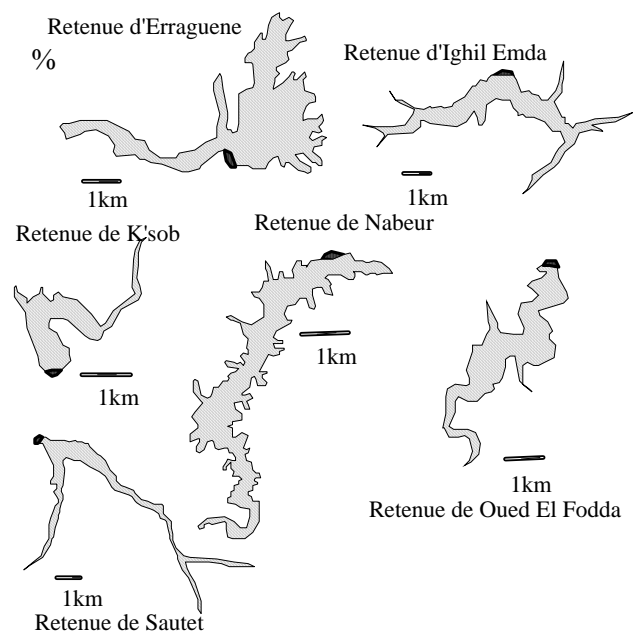 Retenue d'Erraguene
%
Retenue d'Ighil Emda
1km
1km
Retenue de Nabeur
Retenue de K'sob
1km
1km
1km
Retenue de Oued El Fodda
1km
Retenue de Sautet